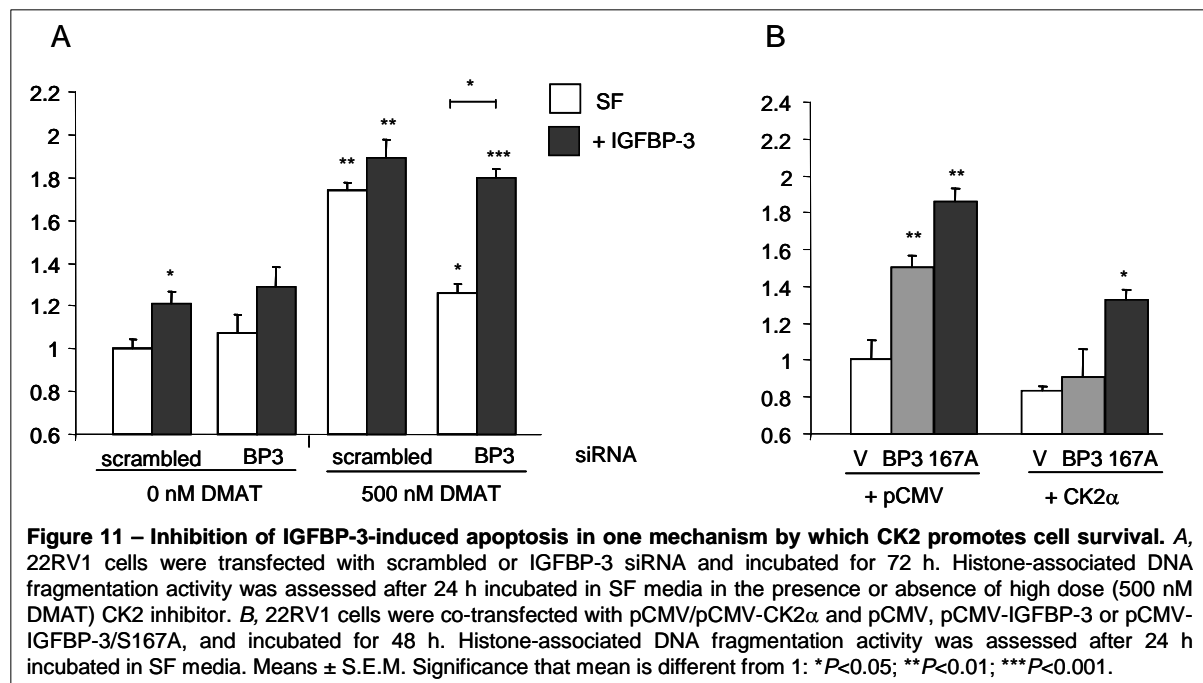 A
B
2.2
2
1.8
1.6
1.4
1.2
1
0.8
0.6
*
**
**
*
*
***
SF
+ IGFBP-3
scrambled BP3 scrambled BP3 siRNA
0 nM DMAT 500 nM DMAT
2.4
2.2
2
1.8
1.6
1.4
1.2
1
0.8
0.6
**
**
*
V BP3 167A V BP3 167A
+ pCMV + CK2α
Figure 11 – Inhibition of IGFBP-3-induced apoptosis in one mechanism by which CK2 promotes cell survival. A,
22RV1 cells were transfected with scrambled or IGFBP-3 siRNA and incubated for 72 h. Histone-associated DNA
fragmentation activity was assessed after 24 h incubated in SF media in the presence or absence of high dose (500 nM
DMAT) CK2 inhibitor. B, 22RV1 cells were co-transfected with pCMV/pCMV-CK2α and pCMV, pCMV-IGFBP-3 or pCMV-
IGFBP-3/S167A, and incubated for 48 h. Histone-associated DNA fragmentation activity was assessed after 24 h
incubated in SF media. Means ± S.E.M. Significance that mean is different from 1: *P<0.05; **P<0.01; ***P<0.001.